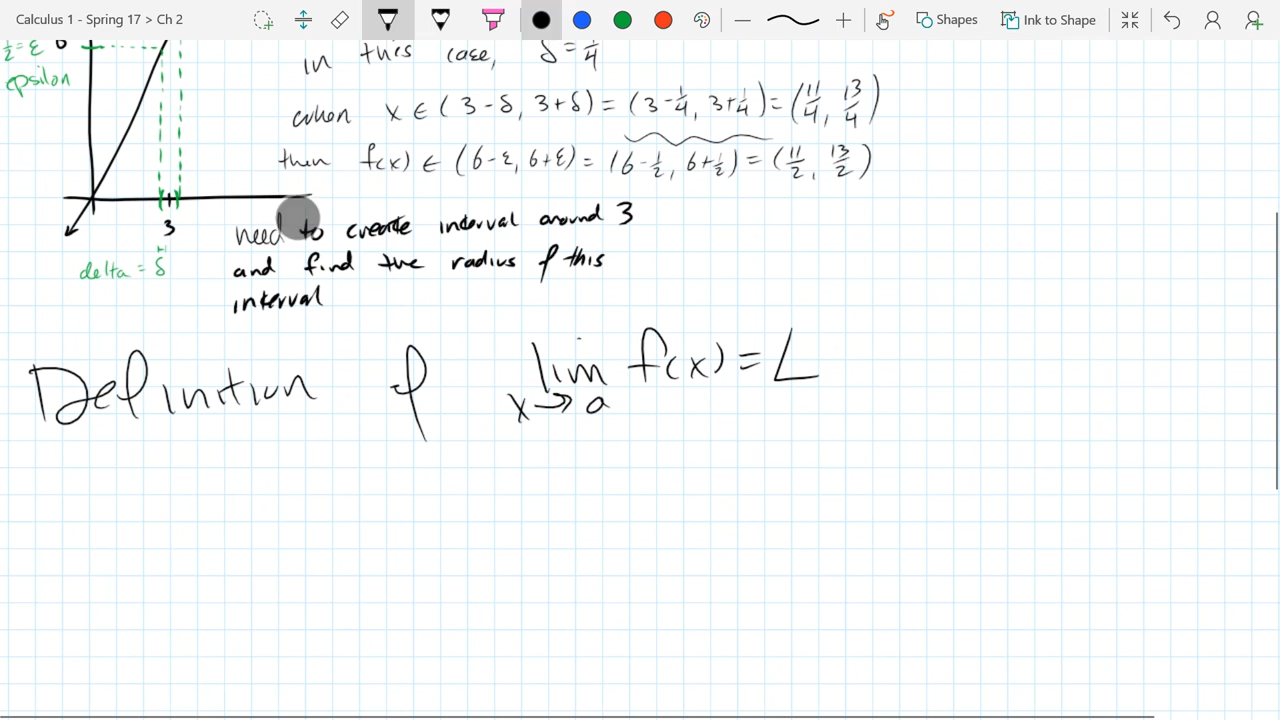 Calculus 1 - Spring 17 > Ch 2
Shapes
Ink to Shape
½ = ε 6
epsilon
in this case, δ = 1/4
when x ∈ (3-δ, 3+δ) = (3-1/4, 3+1/4) = (11/4, 13/4)
then f(x) ∈ (6-ε, 6+ε) = (6-1/2, 6+1/2) = (11/2, 13/2)
3
delta = δ
need to create interval around 3
and find the radius of this
interval
Definition of lim f(x) = L
x → a